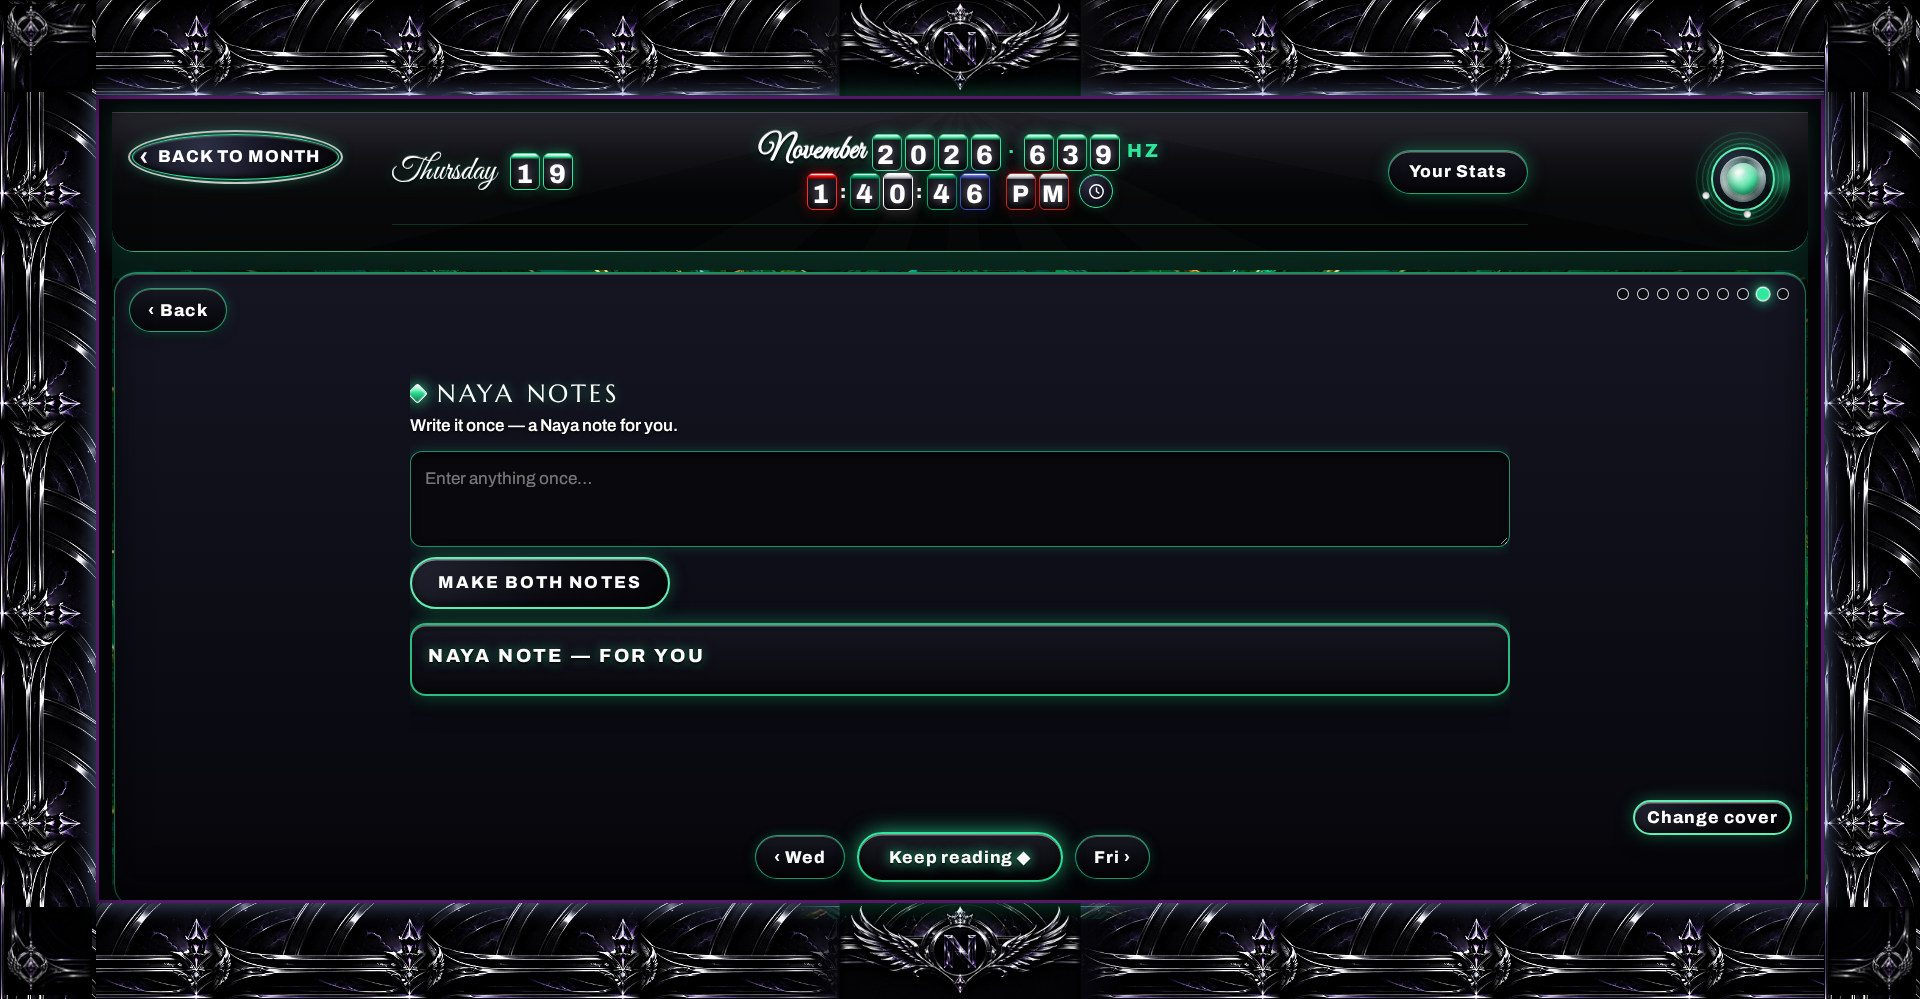 ‹ BACK TO MONTH
Thursday 19
November 2026 · 639 HZ
1:40:46 PM
Your Stats
‹ Back
NAYA NOTES
Write it once — a Naya note for you.
Enter anything once...
MAKE BOTH NOTES
NAYA NOTE — FOR YOU
Change cover
‹ Wed
Keep reading ◆
Fri ›
N
N